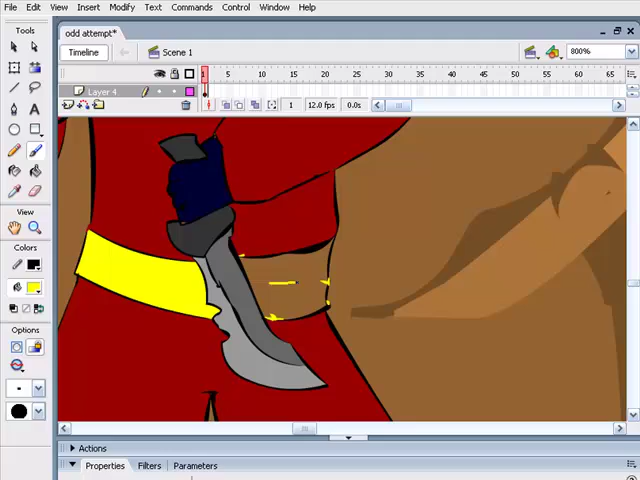 File Edit View Insert Modify Text Commands Control Window Help
Tools
odd attempt*
Timeline
Scene 1
800%
1 5 10 15 20 25 30 35 40 45 50 55 60 65
Layer 4
1 12.0 fps 0.0s
View
Colors
Options
Actions
Properties Filters Parameters